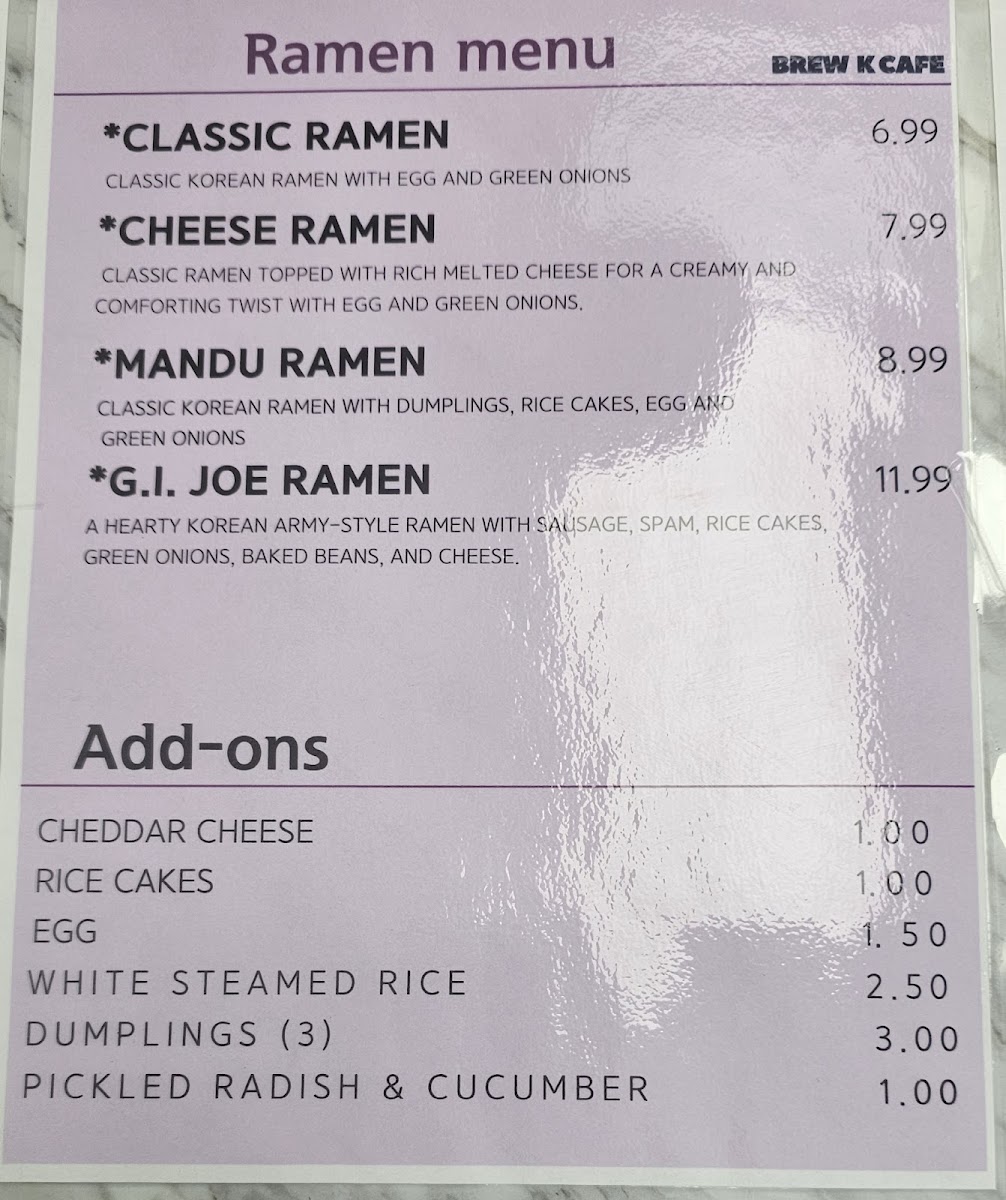 Ramen menu
BREW K CAFE
*CLASSIC RAMEN 6.99
CLASSIC KOREAN RAMEN WITH EGG AND GREEN ONIONS
*CHEESE RAMEN 7.99
CLASSIC RAMEN TOPPED WITH RICH MELTED CHEESE FOR A CREAMY AND
COMFORTING TWIST WITH EGG AND GREEN ONIONS.
*MANDU RAMEN 8.99
CLASSIC KOREAN RAMEN WITH DUMPLINGS, RICE CAKES, EGG AND
GREEN ONIONS
*G.I. JOE RAMEN 11.99
A HEARTY KOREAN ARMY-STYLE RAMEN WITH SAUSAGE, SPAM, RICE CAKES,
GREEN ONIONS, BAKED BEANS, AND CHEESE.
Add-ons
CHEDDAR CHEESE 1.00
RICE CAKES 1.00
EGG 1.50
WHITE STEAMED RICE 2.50
DUMPLINGS (3) 3.00
PICKLED RADISH & CUCUMBER 1.00